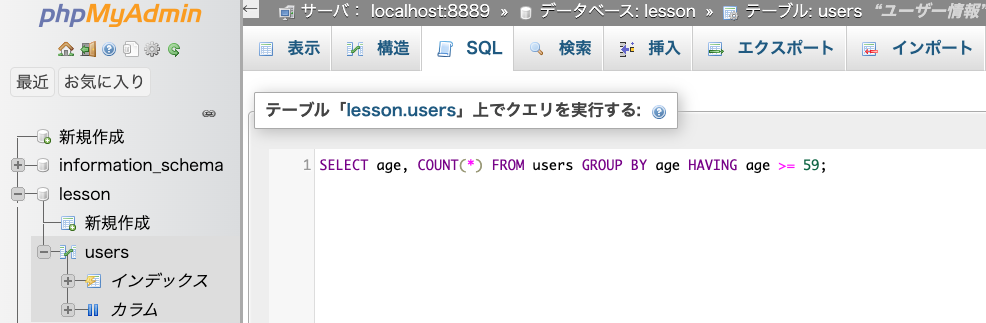 phpMyAdmin
最近 お気に入り
新規作成
information_schema
lesson
新規作成
users
インデックス
カラム
← サーバ： localhost:8889 » データベース: lesson » テーブル: users “ユーザー情報”
表示 構造 SQL 検索 挿入 エクスポート インポート
テーブル「lesson.users」上でクエリを実行する:
1 SELECT age, COUNT(*) FROM users GROUP BY age HAVING age >= 59;